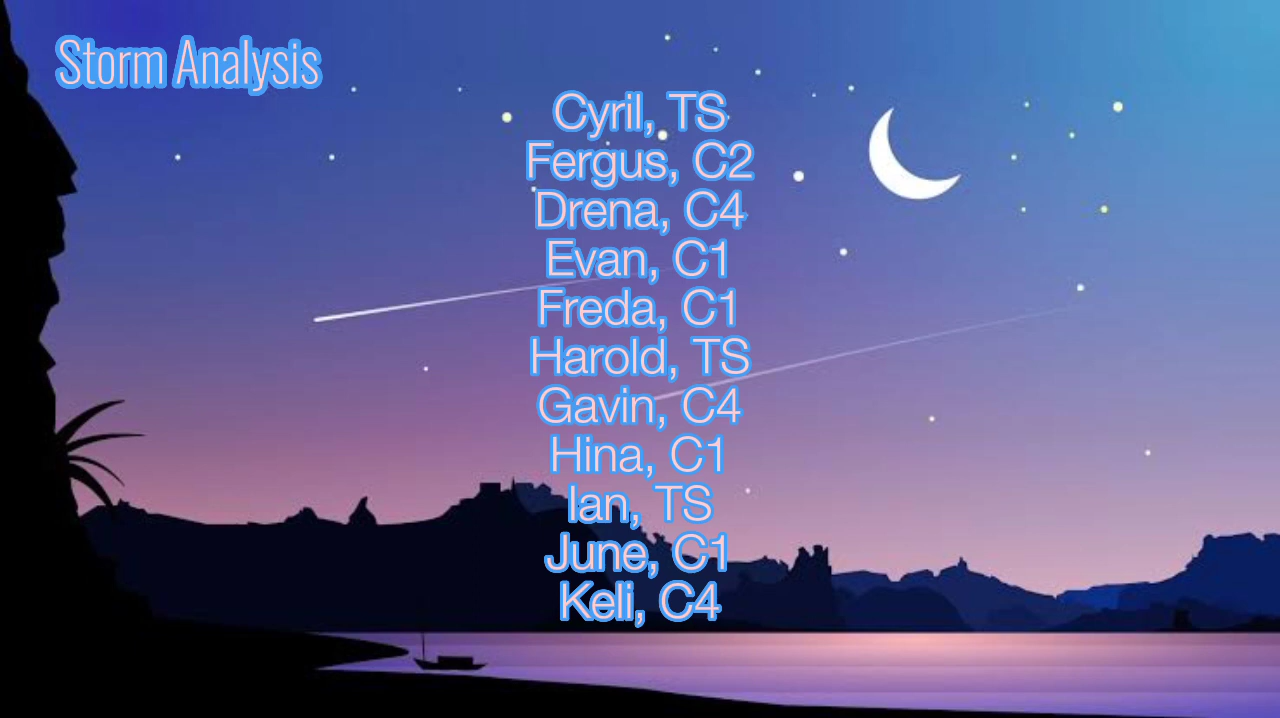 Storm Analysis
Cyril, TS
Fergus, C2
Drena, C4
Evan, C1
Freda, C1
Harold, TS
Gavin, C4
Hina, C1
Ian, TS
June, C1
Keli, C4